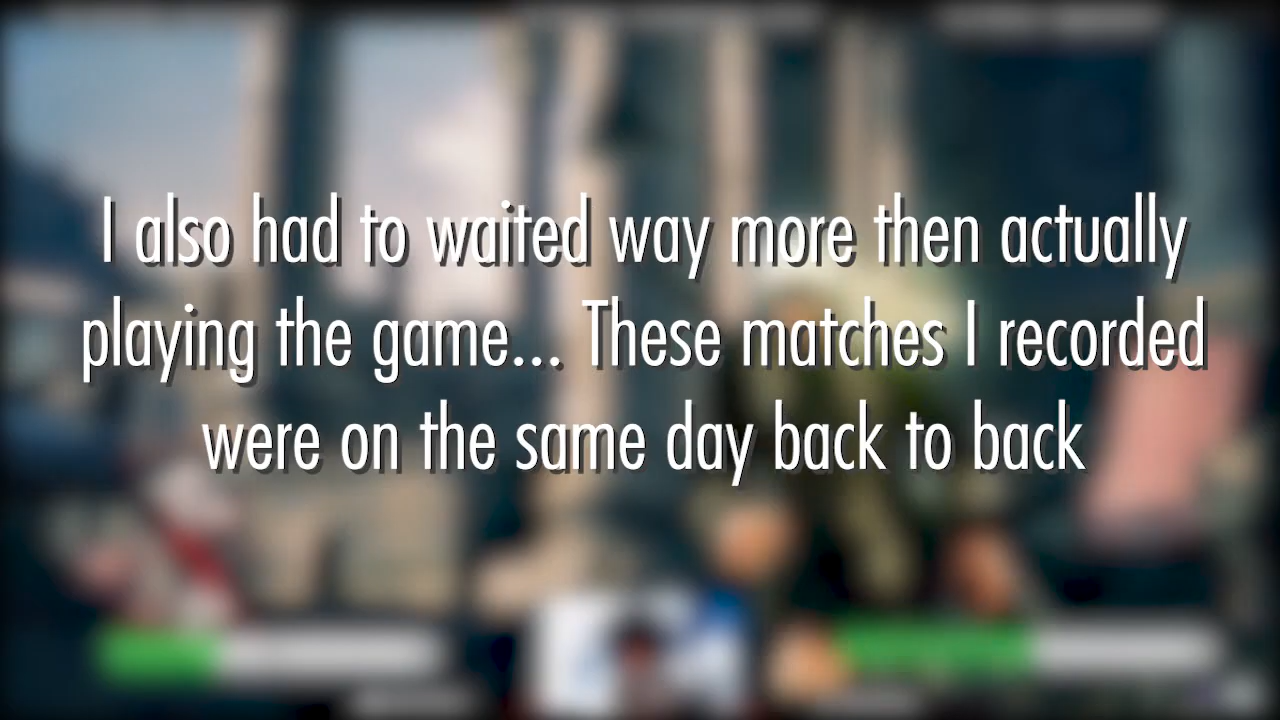 I also had to waited way more then actually
playing the game... These matches I recorded
were on the same day back to back